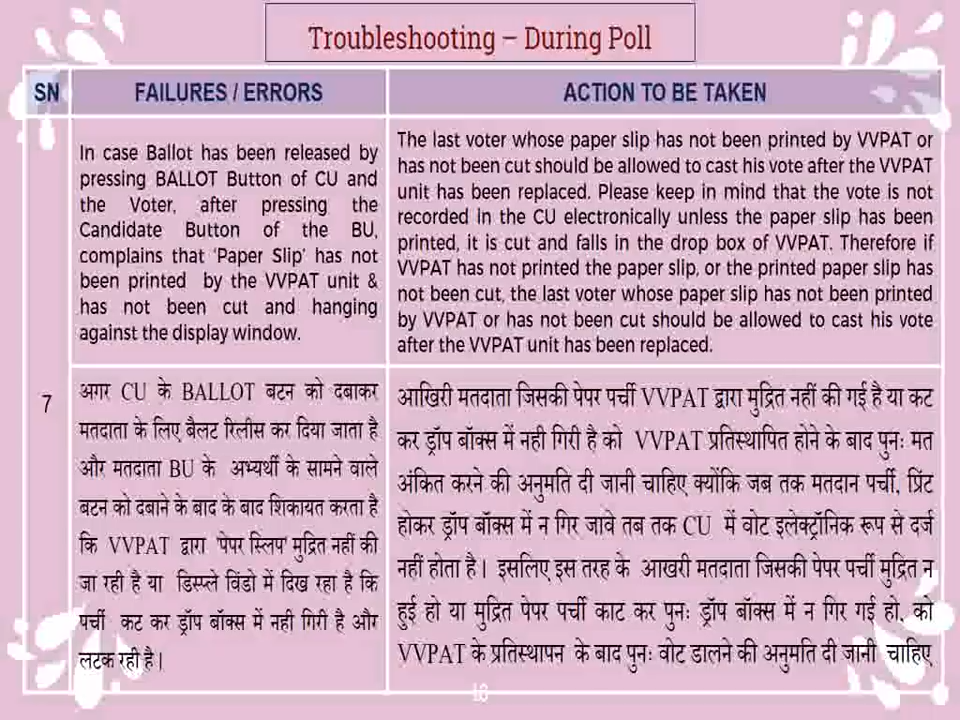 Troubleshooting – During Poll
SN
FAILURES / ERRORS
ACTION TO BE TAKEN
In case Ballot has been released by
pressing BALLOT Button of CU and
the Voter, after pressing the
Candidate Button of the BU,
complains that ‘Paper Slip’ has not
been printed by the VVPAT unit &
has not been cut and hanging
against the display window.
The last voter whose paper slip has not been printed by VVPAT or
has not been cut should be allowed to cast his vote after the VVPAT
unit has been replaced. Please keep in mind that the vote is not
recorded in the CU electronically unless the paper slip has been
printed, it is cut and falls in the drop box of VVPAT. Therefore if
VVPAT has not printed the paper slip, or the printed paper slip has
not been cut, the last voter whose paper slip has not been printed
by VVPAT or has not been cut should be allowed to cast his vote
after the VVPAT unit has been replaced.
7
अगर CU के BALLOT बटन को दबाकर
मतदाता के लिए बैलट रिलीस कर दिया जाता है
और मतदाता BU के अभ्यर्थी के सामने वाले
बटन को दबाने के बाद के बाद शिकायत करता है
कि VVPAT द्वारा 'पेपर स्लिप' मुद्रित नहीं की
जा रही है या डिस्प्ले विंडो में दिख रहा है कि
पर्ची कट कर ड्रॉप बॉक्स में नही गिरी है और
लटक रही है।
आखिरी मतदाता जिसकी पेपर पर्ची VVPAT द्वारा मुद्रित नहीं की गई है या कट
कर ड्रॉप बॉक्स में नही गिरी है को VVPAT प्रतिस्थापित होने के बाद पुनः मत
अंकित करने की अनुमति दी जानी चाहिए क्योंकि जब तक मतदान पर्ची, प्रिंट
होकर ड्रॉप बॉक्स में न गिर जावे तब तक CU में वोट इलेक्ट्रॉनिक रूप से दर्ज
नहीं होता है। इसलिए इस तरह के आखरी मतदाता जिसकी पेपर पर्ची मुद्रित न
हुई हो या मुद्रित पेपर पर्ची काट कर पुनः ड्रॉप बॉक्स में न गिर गई हो, को
VVPAT के प्रतिस्थापन के बाद पुनः वोट डालने की अनुमति दी जानी चाहिए
18